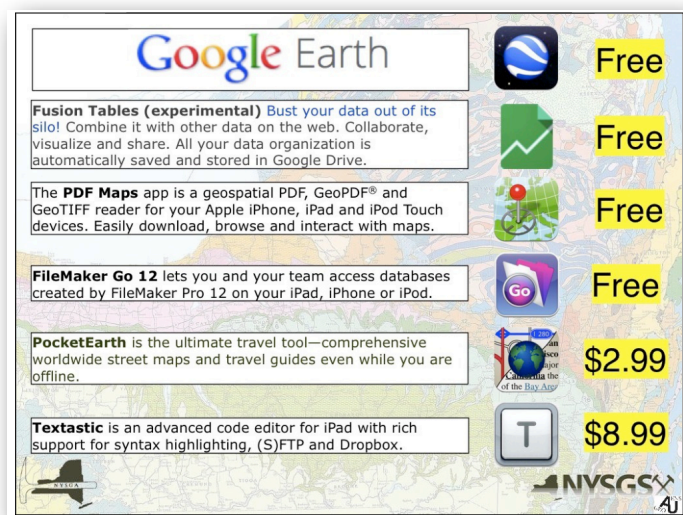 Google Earth
Free
Fusion Tables (experimental) Bust your data out of its
silo! Combine it with other data on the web. Collaborate,
visualize and share. All your data organization is
automatically saved and stored in Google Drive.
Free
The PDF Maps app is a geospatial PDF, GeoPDF® and
GeoTIFF reader for your Apple iPhone, iPad and iPod Touch
devices. Easily download, browse and interact with maps.
Free
FileMaker Go 12 lets you and your team access databases
created by FileMaker Pro 12 on your iPad, iPhone or iPod.
Go
Free
PocketEarth is the ultimate travel tool—comprehensive
worldwide street maps and travel guides even while you are
offline.
280
an
isco
ajor
California the
of the Bay Area
$2.99
Textastic is an advanced code editor for iPad with rich
support for syntax highlighting, (S)FTP and Dropbox.
T
$8.99
NYSGA
NYSGS